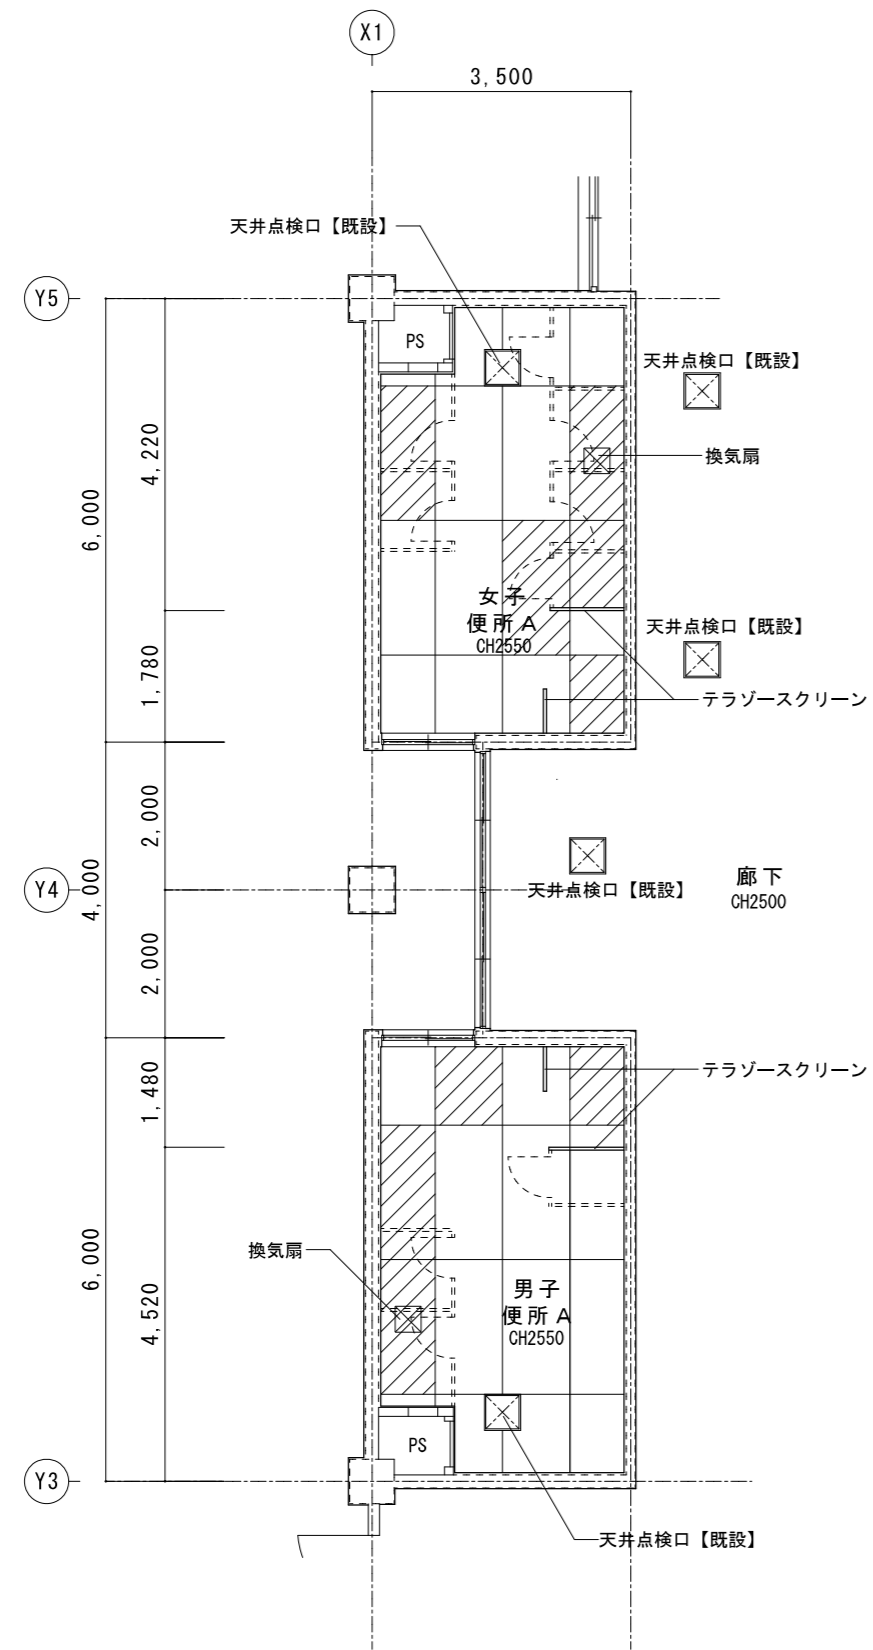 X1
3,500
天井点検口【既設】
Y5
PS
天井点検口【既設】
4,220
換気扇
6,000
女子
便所A
CH2550
天井点検口【既設】
1,780
テラゾースクリーン
2,000
Y4
4,000
天井点検口【既設】
廊下
CH2500
2,000
1,480
テラゾースクリーン
換気扇
6,000
4,520
男子
便所A
CH2550
PS
Y3
天井点検口【既設】